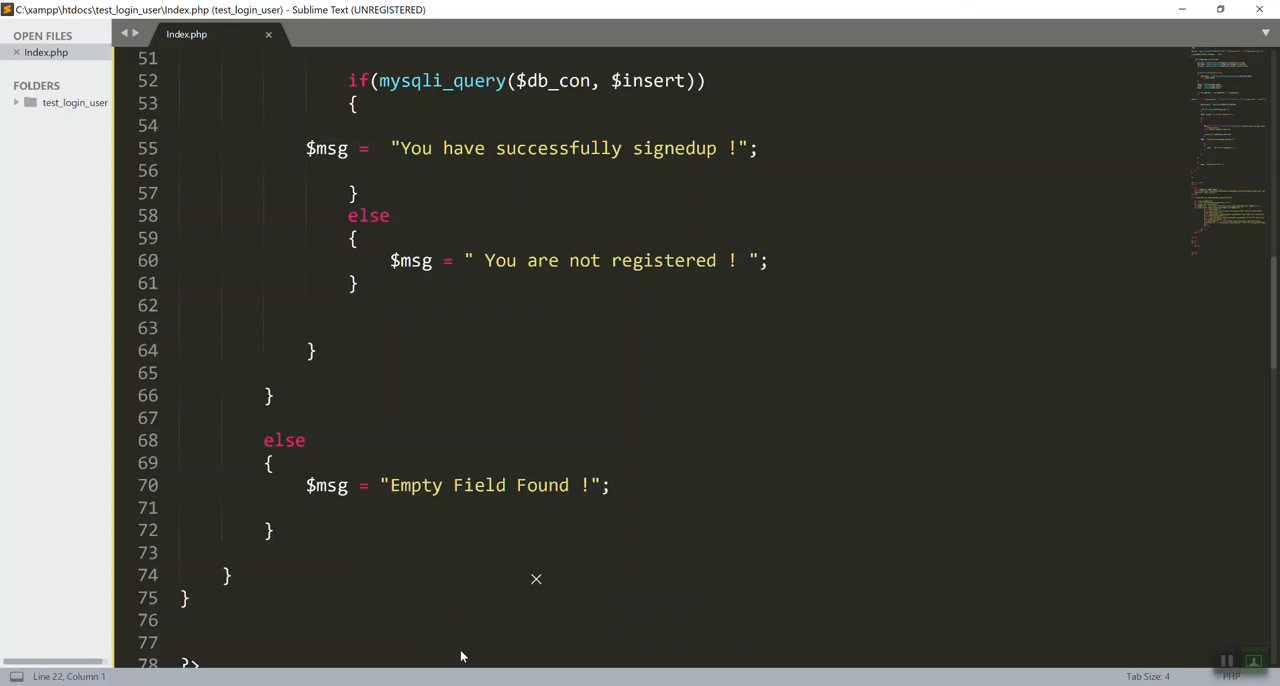 C:\xampp\htdocs\test_login_user\Index.php (test_login_user) - Sublime Text (UNREGISTERED)
OPEN FILES
Index.php
FOLDERS
test_login_user
Index.php
51
52 if(mysqli_query($db_con, $insert))
53 {
54
55 $msg = "You have successfully signedup !";
56
57 }
58 else
59 {
60 $msg = " You are not registered ! ";
61 }
62
63
64 }
65
66 }
67
68 else
69 {
70 $msg = "Empty Field Found !";
71
72 }
73
74 }
75 }
76
77
78 ?>
Line 22, Column 1
Tab Size: 4
PHP